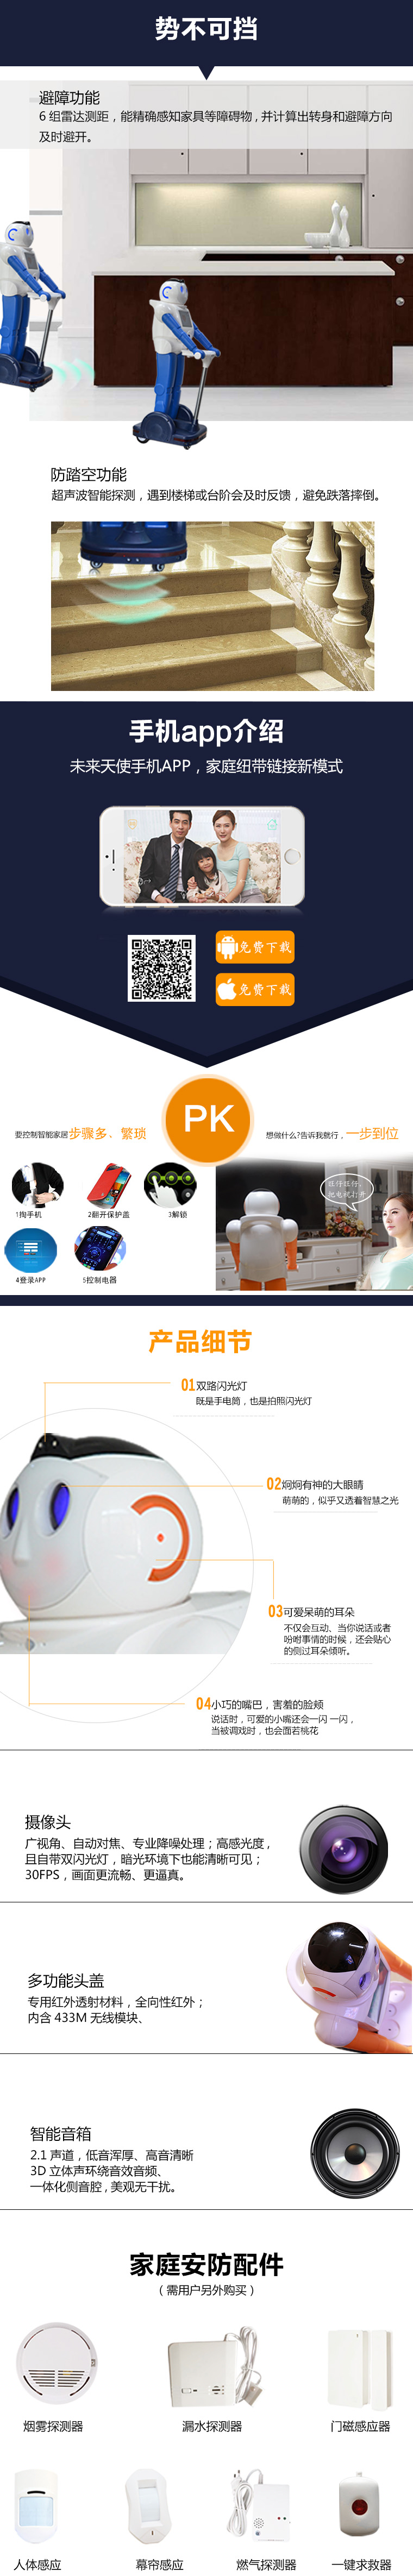 势不可挡
避障功能
6 组雷达测距，能精确感知家具等障碍物，并计算出转身和避障方向
及时避开。
防踏空功能
超声波智能探测，遇到楼梯或台阶会及时反馈，避免跌落摔倒。
手机app介绍
未来天使手机APP，家庭纽带链接新模式
免费下载
免费下载
PK
要控制智能家居步骤多、繁琐
想做什么?告诉我就行，一步到位
1掏手机
2翻开保护盖
3解锁
4登录APP
5控制电器
旺仔旺仔，
把电视打开
产品细节
01双路闪光灯
既是手电筒，也是拍照闪光灯
02炯炯有神的大眼睛
萌萌的，似乎又透着智慧之光
03可爱呆萌的耳朵
不仅会互动、当你说话或者
吩咐事情的时候，还会贴心
的侧过耳朵倾听。
04小巧的嘴巴，害羞的脸颊
说话时，可爱的小嘴还会一闪 一闪，
当被调戏时，也会面若桃花
摄像头
广视角、自动对焦、专业降噪处理；高感光度，
且自带双闪光灯，暗光环境下也能清晰可见；
30FPS，画面更流畅、更逼真。
多功能头盖
专用红外透射材料，全向性红外；
内含 433M 无线模块、
智能音箱
2.1 声道，低音浑厚、高音清晰
3D 立体声环绕音效音频、
一体化侧音腔，美观无干扰。
家庭安防配件
（需用户另外购买）
烟雾探测器
漏水探测器
门磁感应器
人体感应
幕帘感应
燃气探测器
一键求救器